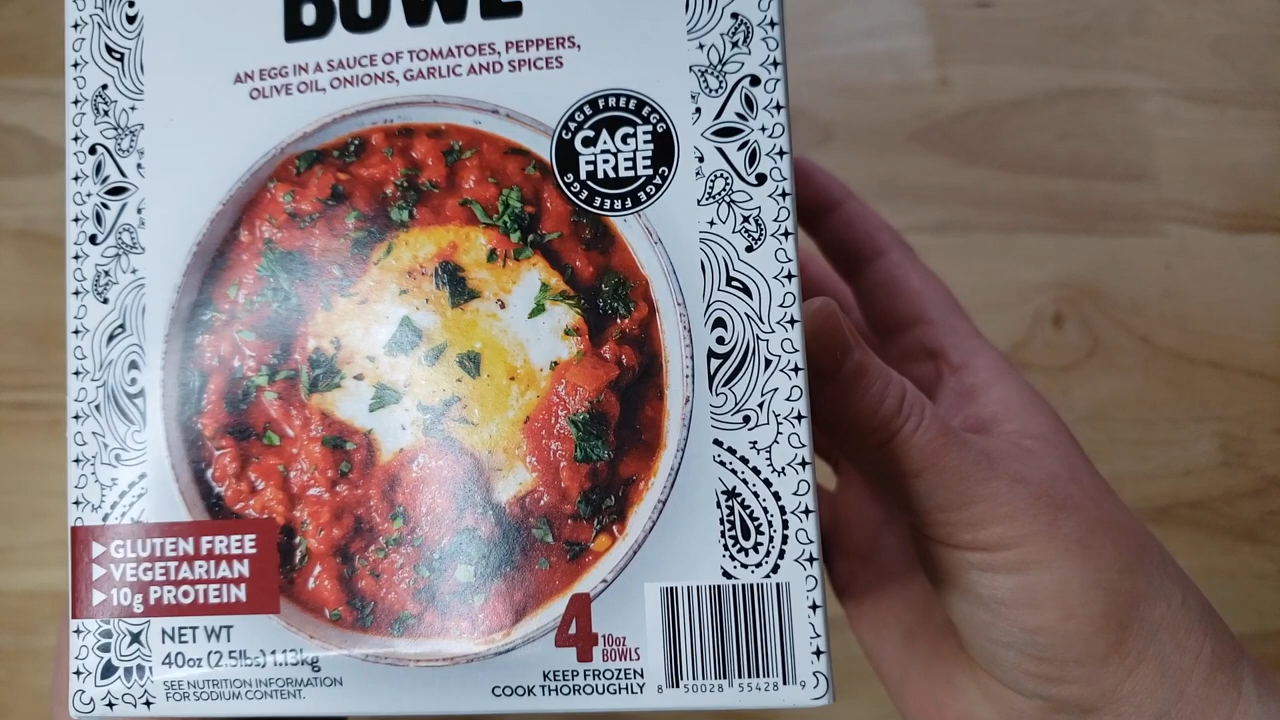 BOWL
AN EGG IN A SAUCE OF TOMATOES, PEPPERS,
OLIVE OIL, ONIONS, GARLIC AND SPICES
CAGE FREE EGG
CAGE
FREE
CAGE FREE EGG
▶GLUTEN FREE
▶VEGETARIAN
▶10g PROTEIN
NET WT
40oz (2.5lbs) 1.13kg
SEE NUTRITION INFORMATION
FOR SODIUM CONTENT.
4 10oz
BOWLS
KEEP FROZEN
COOK THOROUGHLY
8 50028 55428 9